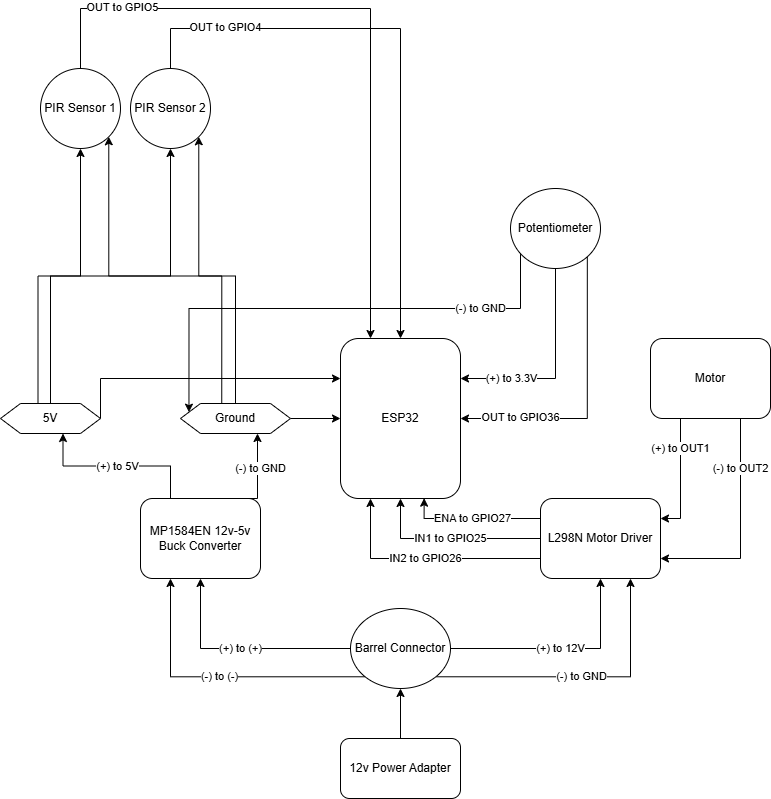 OUT to GPIO5
OUT to GPIO4
PIR Sensor 1
PIR Sensor 2
Potentiometer
(-) to GND
(+) to 3.3V
Motor
5V
Ground
ESP32
OUT to GPIO36
(+) to OUT1
(+) to 5V
(-) to GND
(-) to OUT2
ENA to GPIO27
MP1584EN 12v-5v
Buck Converter
IN1 to GPIO25
L298N Motor Driver
IN2 to GPIO26
(+) to (+)
Barrel Connector
(+) to 12V
(-) to (-)
(-) to GND
12v Power Adapter